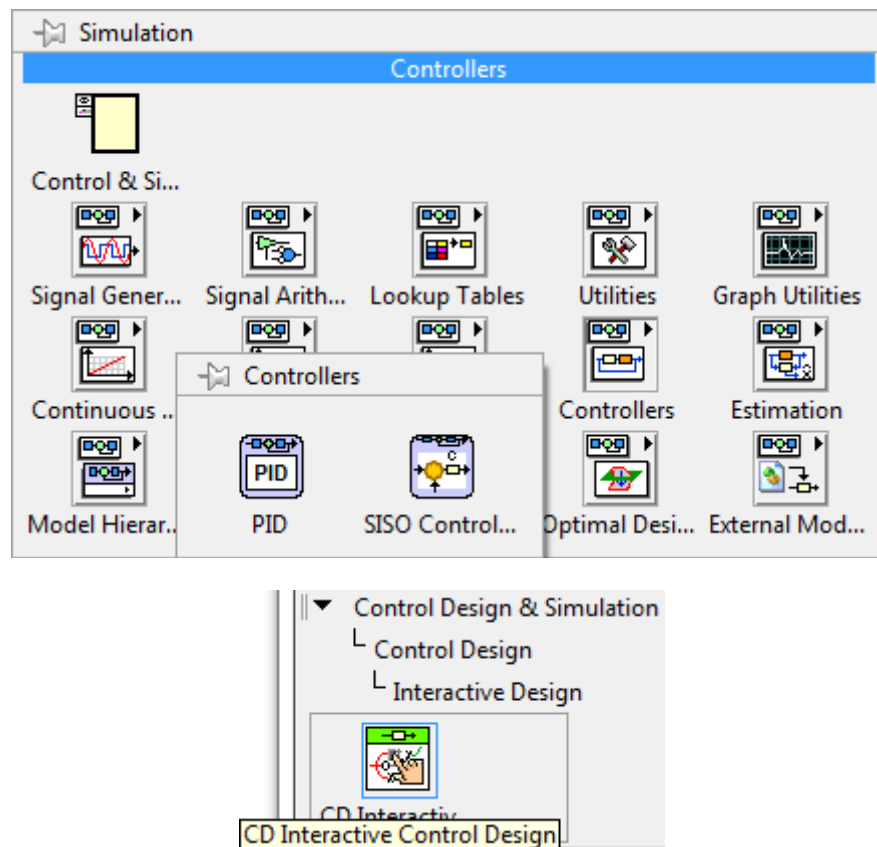 Simulation
Controllers
Control & Si...
Signal Gener... Signal Arith... Lookup Tables Utilities Graph Utilities
Controllers
Continuous .. Controllers Estimation
PID
Model Hierar.. PID SISO Control... Optimal Desi... External Mod...
Control Design & Simulation
Control Design
Interactive Design
CD Interactiv
CD Interactive Control Design